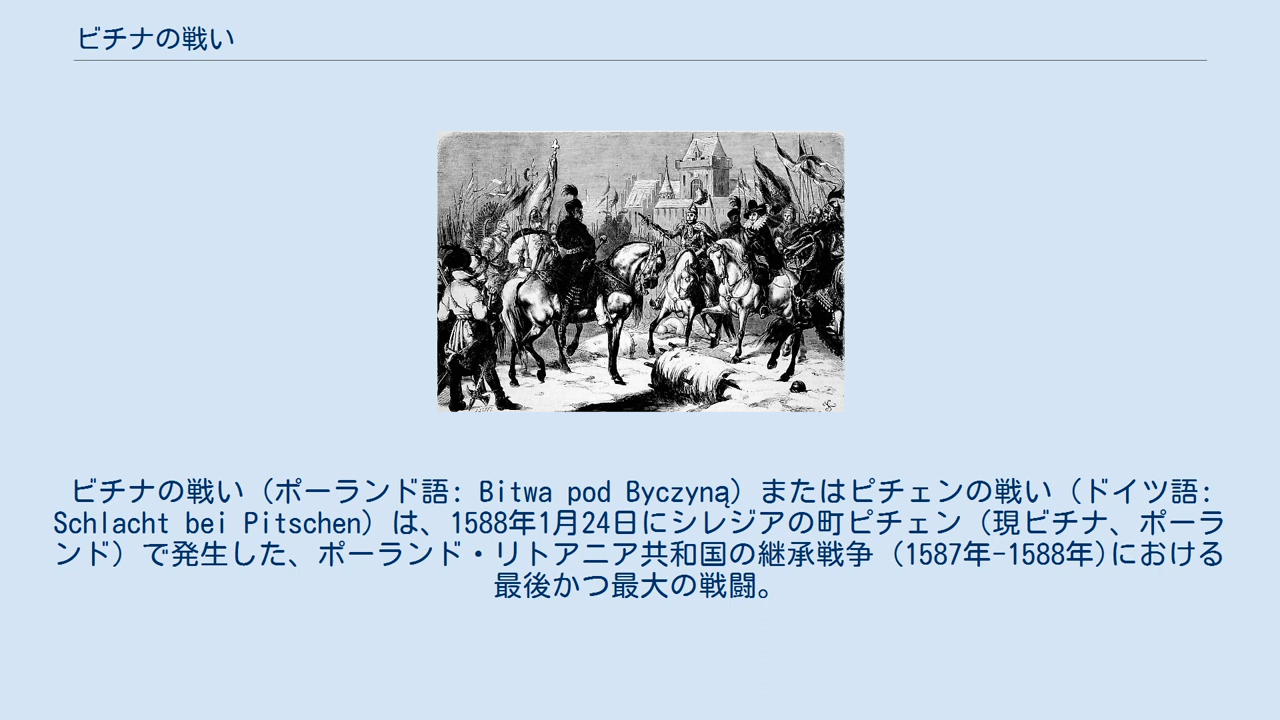 ビチナの戦い
ビチナの戦い（ポーランド語: Bitwa pod Byczyną）またはピチェンの戦い（ドイツ語:
Schlacht bei Pitschen）は、1588年1月24日にシレジアの町ピチェン（現ビチナ、ポーラ
ンド）で発生した、ポーランド・リトアニア共和国の継承戦争（1587年-1588年)における
最後かつ最大の戦闘。